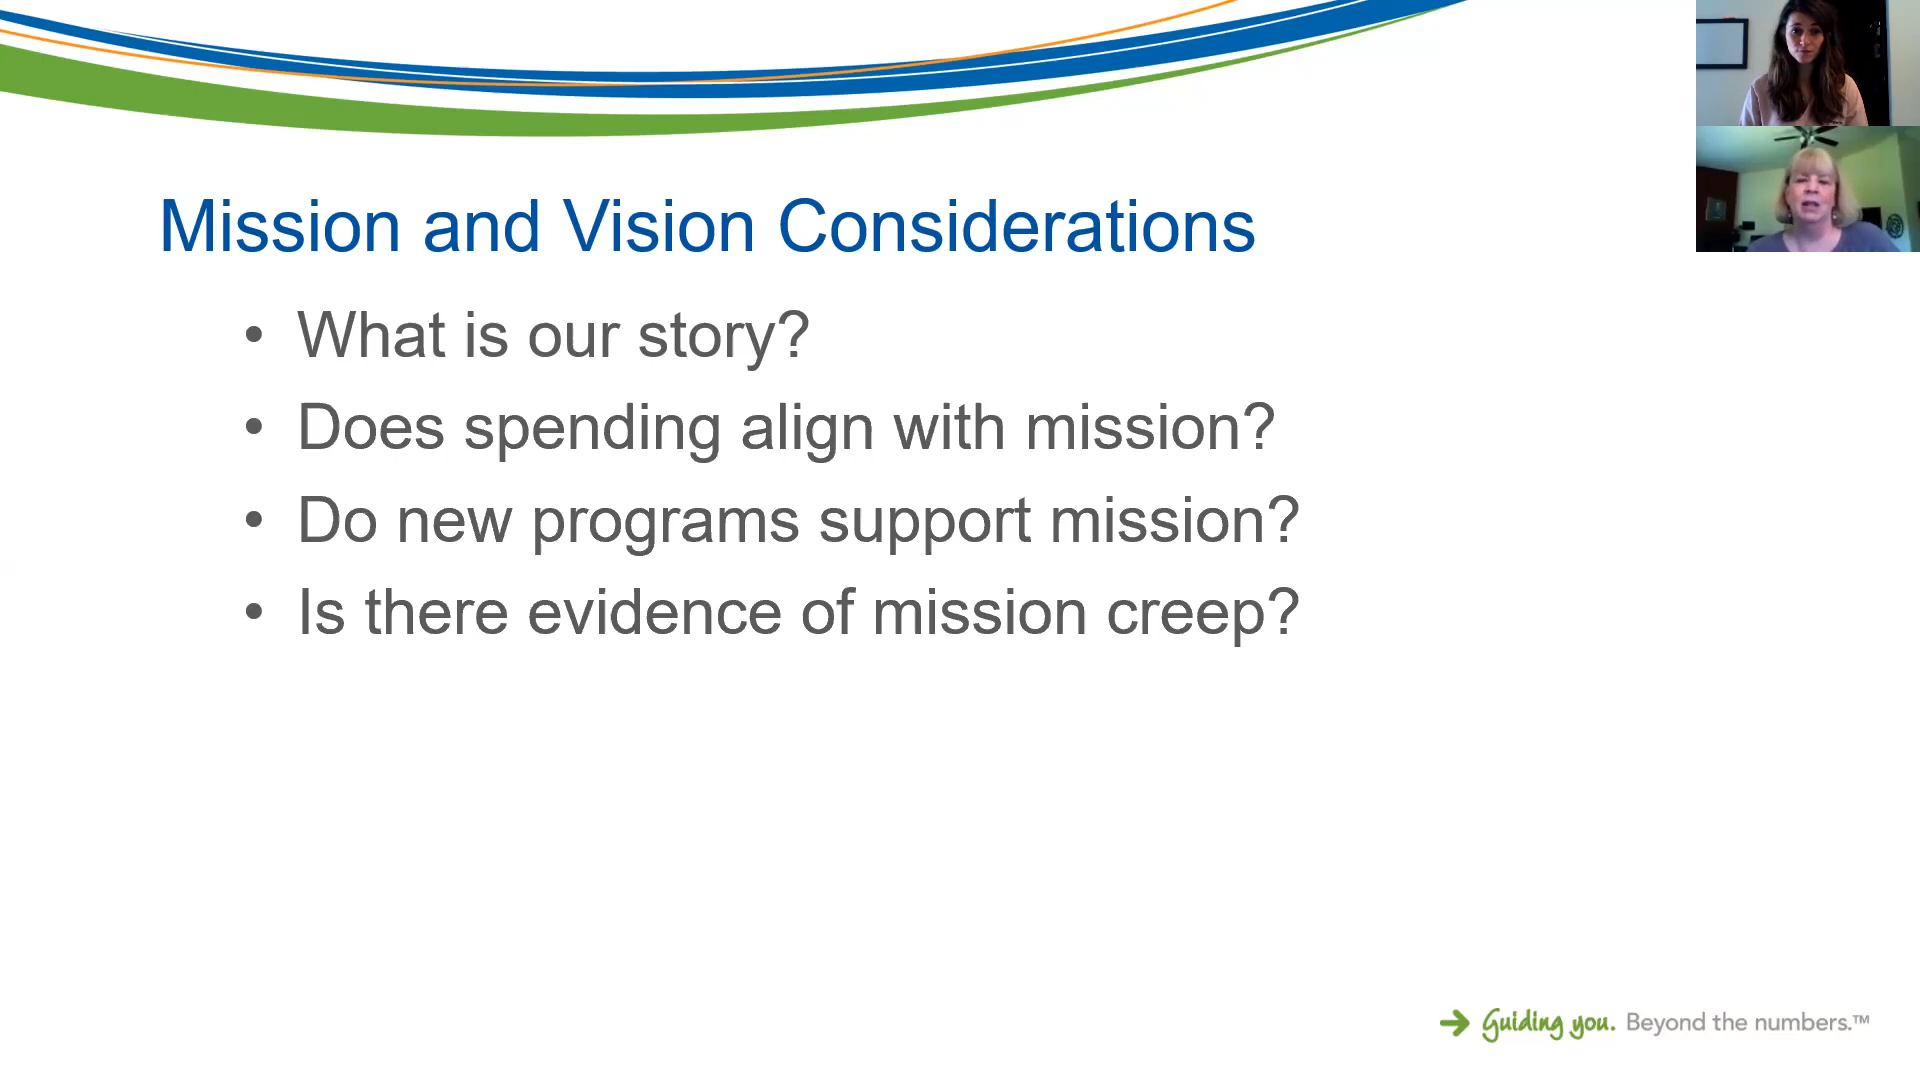 Mission and Vision Considerations
• What is our story?
• Does spending align with mission?
• Do new programs support mission?
• Is there evidence of mission creep?
Guiding you. Beyond the numbers.™